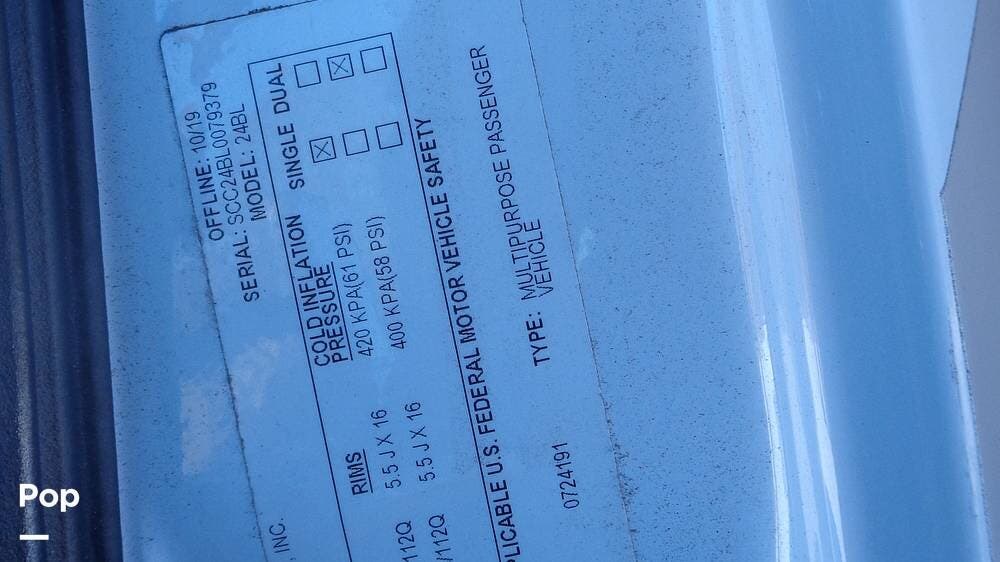 OFFLINE: 10/19
SERIAL: SCC24BL0079379
MODEL: 24BL
, INC.
COLD INFLATION
RIMS PRESSURE SINGLE DUAL
112Q 5.5 J X 16 420 KPA(61 PSI)
/112Q 5.5 J X 16 400 KPA(58 PSI)
PLICABLE U.S. FEDERAL MOTOR VEHICLE SAFETY
0724191 TYPE: MULTIPURPOSE PASSENGER
VEHICLE
Pop